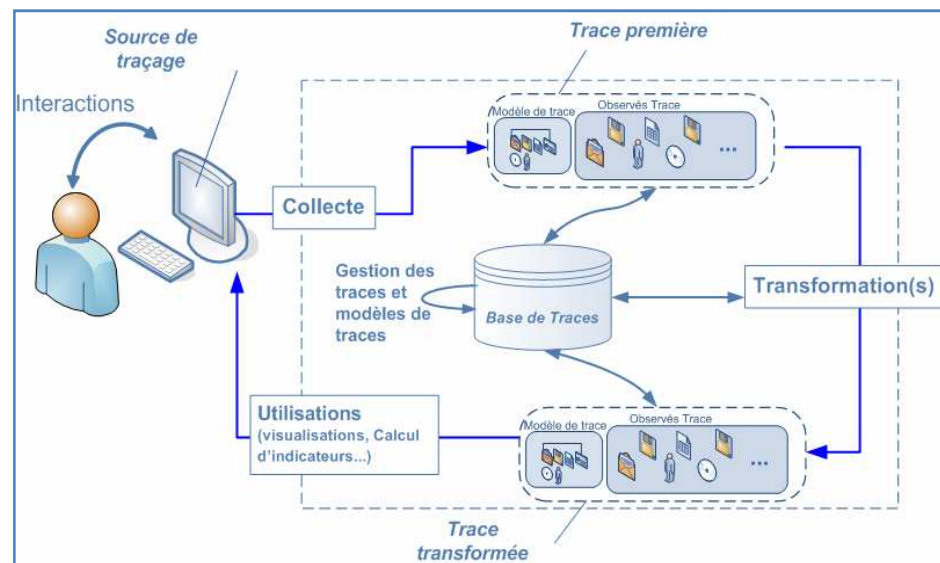 Source de
traçage
Trace première
Interactions
Modèle de trace
Observés Trace
...
Collecte
Gestion des
traces et
modèles de
traces
Base de Traces
Transformation(s)
Utilisations
(visualisations, Calcul
d'indicateurs...)
Modèle de trace
Observés Trace
...
Trace
transformée